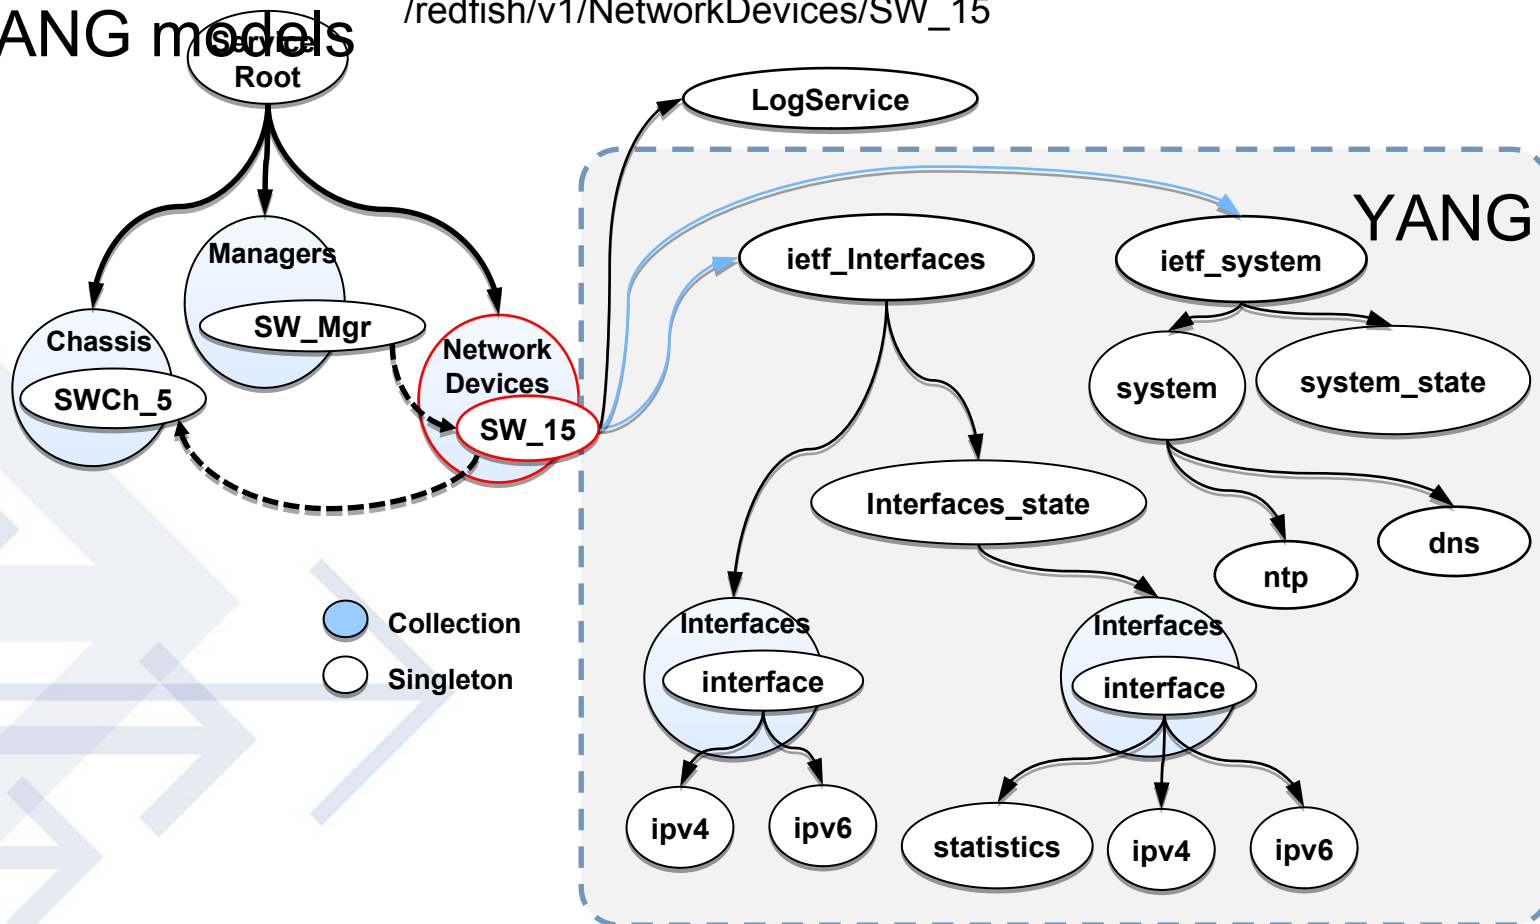 ANG models
/redfish/v1/NetworkDevices/SW_15
Service
Root
LogService
YANG
Managers
ietf_Interfaces
ietf_system
SW_Mgr
Chassis
Network
Devices
SWCh_5
SW_15
system
system_state
Interfaces_state
dns
ntp
Collection
Singleton
Interfaces
interface
Interfaces
interface
ipv4
ipv6
statistics
ipv4
ipv6